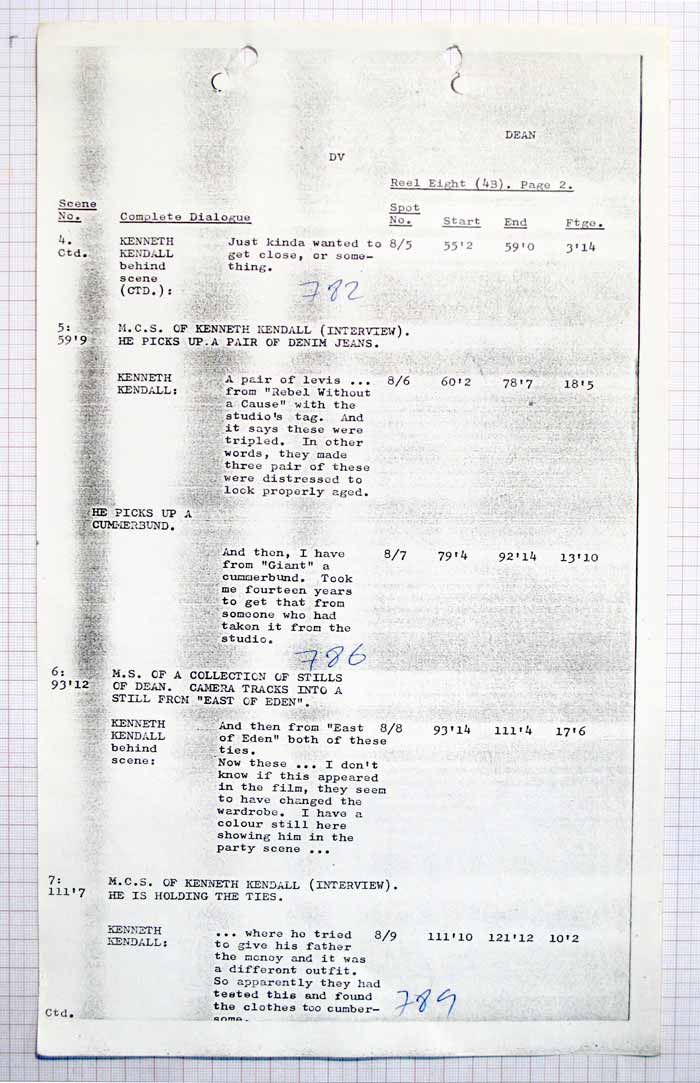 DEAN
DV
Reel Eight (4B). Page 2.
Scene No. Complete Dialogue Spot No. Start End Ftge.
4. Ctd.
KENNETH KENDALL behind scene (CTD.):
Just kinda wanted to 8/5 55'2 59'0 3'14
get close, or some-
thing.
782
5: M.C.S. OF KENNETH KENDALL (INTERVIEW).
59'9 HE PICKS UP.A PAIR OF DENIM JEANS.
KENNETH A pair of levis ... 8/6 60'2 78'7 18'5
KENDALL: from "Rebel Without
a Cause" with the
studio's tag. And
it says these were
tripled. In other
words, they made
three pair of these
were distressed to
look properly aged.
HE PICKS UP A
CUMMERBUND.
And then, I have 8/7 79'4 92'14 13'10
from "Giant" a
cummerbund. Took
me fourteen years
to get that from
someone who had
taken it from the
studio.
786
6: M.S. OF A COLLECTION OF STILLS
93'12 OF DEAN. CAMERA TRACKS INTO A
STILL FROM "EAST OF EDEN".
KENNETH And then from "East 8/8 93'14 111'4 17'6
KENDALL of Eden" both of these
behind ties.
scene: Now these ... I don't
know if this appeared
in the film, they seem
to have changed the
wardrobe. I have a
colour still here
showing him in the
party scene ...
7: M.C.S. OF KENNETH KENDALL (INTERVIEW).
111'7 HE IS HOLDING THE TIES.
KENNETH ... where he tried 8/9 111'10 121'12 10'2
KENDALL: to give his father
the money and it was
a different outfit.
So apparently they had
tested this and found
the clothes too cumber-
some.
789
Ctd.